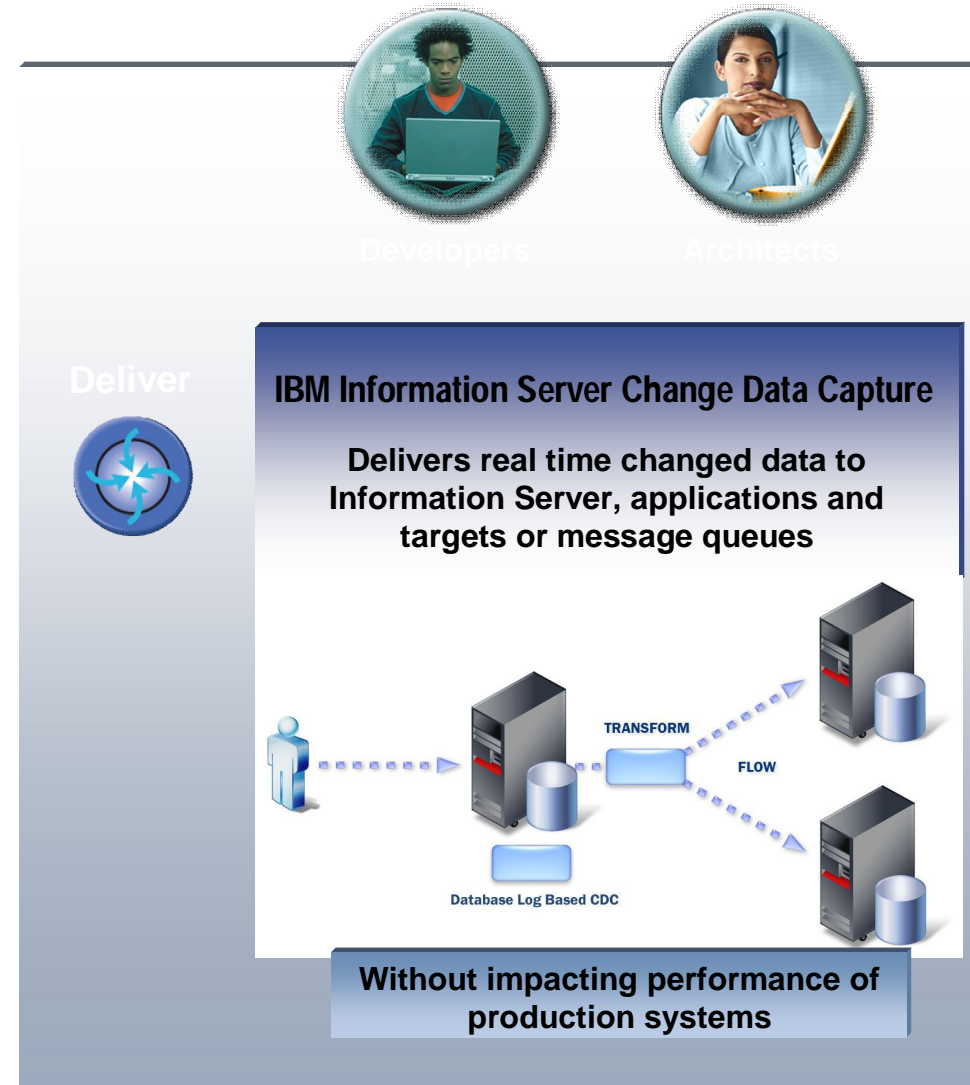 Developers
Architects
Deliver
IBM Information Server Change Data Capture
Delivers real time changed data to
Information Server, applications and
targets or message queues
TRANSFORM
FLOW
Database Log Based CDC
Without impacting performance of
production systems